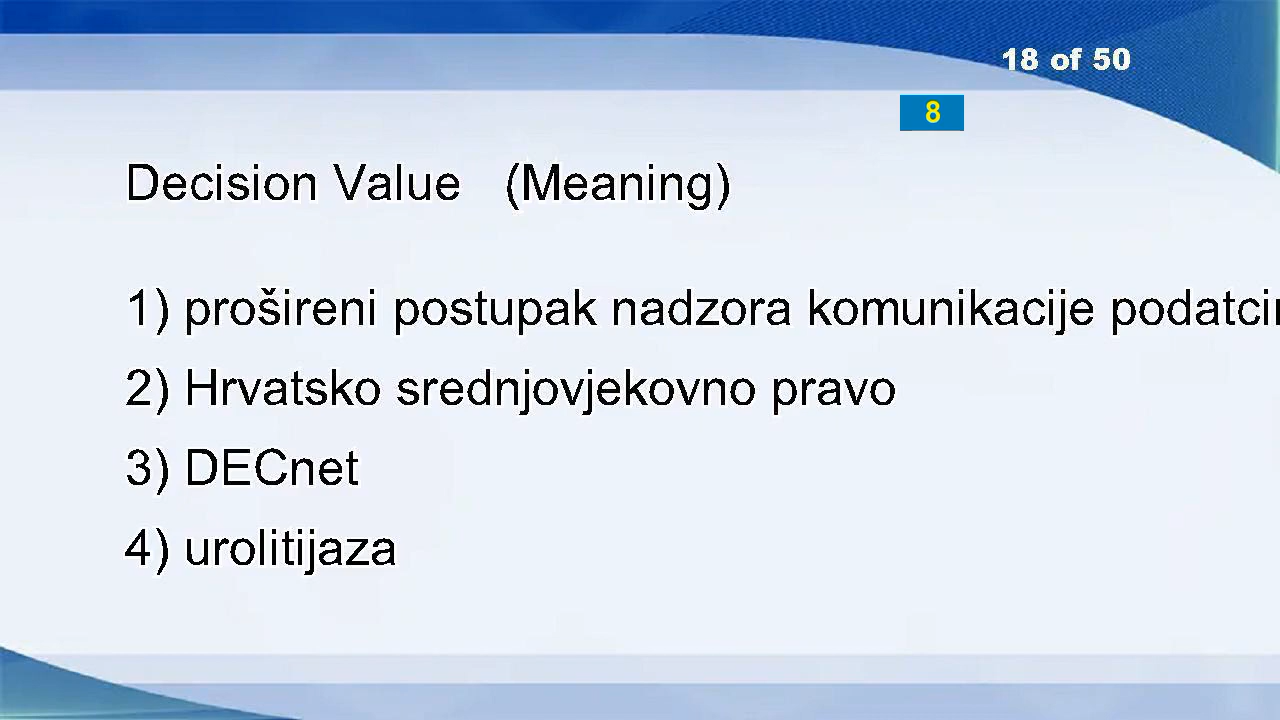 18 of 50
8
Decision Value (Meaning)
1) prošireni postupak nadzora komunikacije
2) Hrvatsko srednjovjekovno pravo
3) DECnet
4) urolitijaza